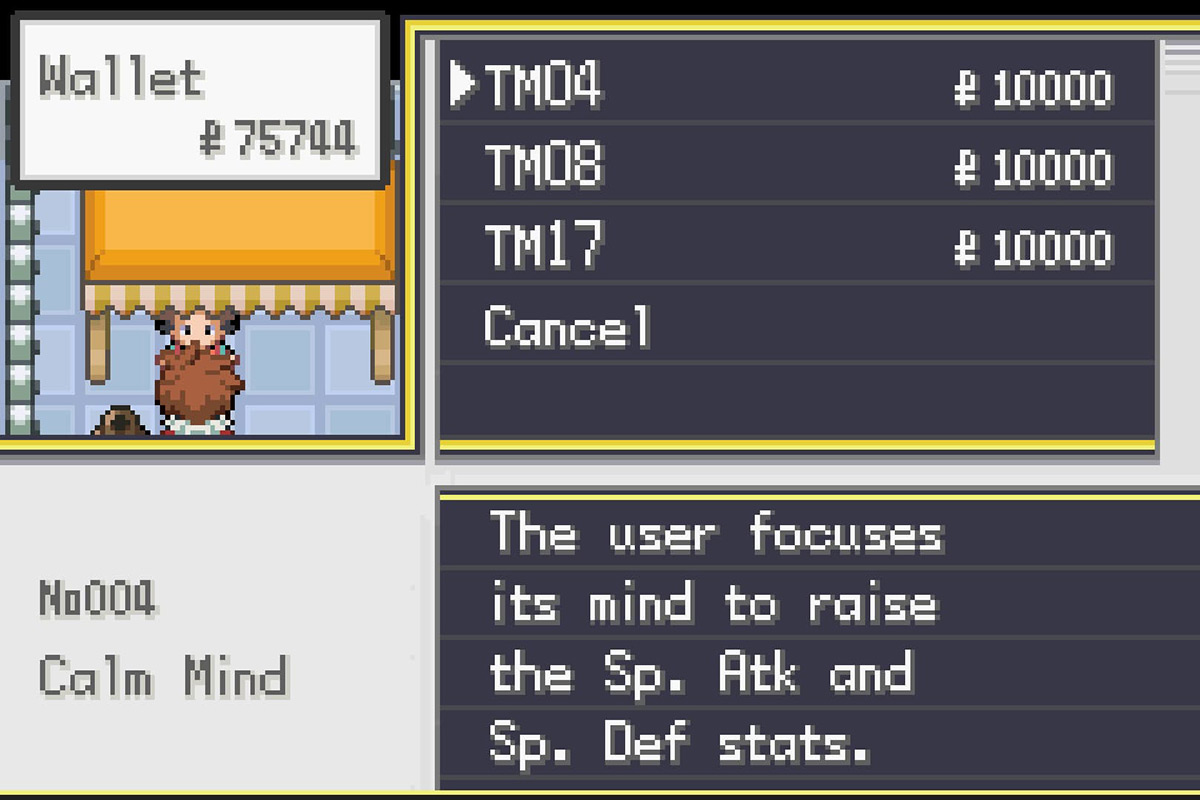 Wallet
₽ 75744
TM04 ₽ 10000
TM08 ₽ 10000
TM17 ₽ 10000
Cancel
No004
Calm Mind
The user focuses
its mind to raise
the Sp. Atk and
Sp. Def stats.